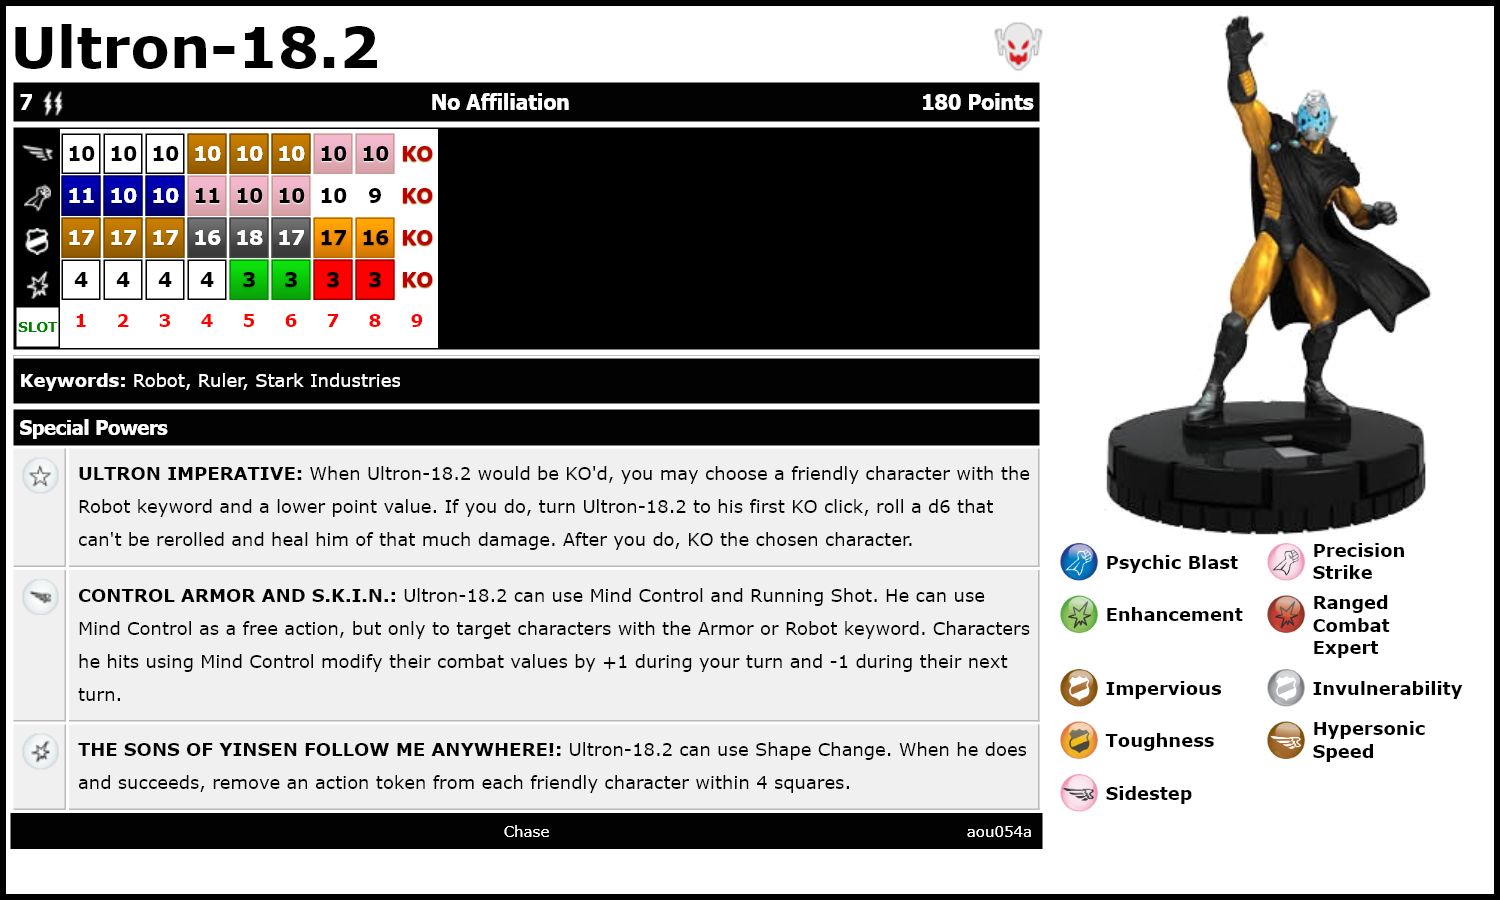 Ultron-18.2
7 No Affiliation 180 Points
10 10 10 10 10 10 10 10 KO
11 10 10 11 10 10 10 9 KO
17 17 17 16 18 17 17 16 KO
4 4 4 4 3 3 3 3 KO
SLOT 1 2 3 4 5 6 7 8 9
Keywords: Robot, Ruler, Stark Industries
Special Powers
ULTRON IMPERATIVE: When Ultron-18.2 would be KO'd, you may choose a friendly character with the
Robot keyword and a lower point value. If you do, turn Ultron-18.2 to his first KO click, roll a d6 that
can't be rerolled and heal him of that much damage. After you do, KO the chosen character.
CONTROL ARMOR AND S.K.I.N.: Ultron-18.2 can use Mind Control and Running Shot. He can use
Mind Control as a free action, but only to target characters with the Armor or Robot keyword. Characters
he hits using Mind Control modify their combat values by +1 during your turn and -1 during their next
turn.
THE SONS OF YINSEN FOLLOW ME ANYWHERE!: Ultron-18.2 can use Shape Change. When he does
and succeeds, remove an action token from each friendly character within 4 squares.
Chase aou054a
Psychic Blast
Precision
Strike
Enhancement
Ranged
Combat
Expert
Impervious
Invulnerability
Toughness
Hypersonic
Speed
Sidestep